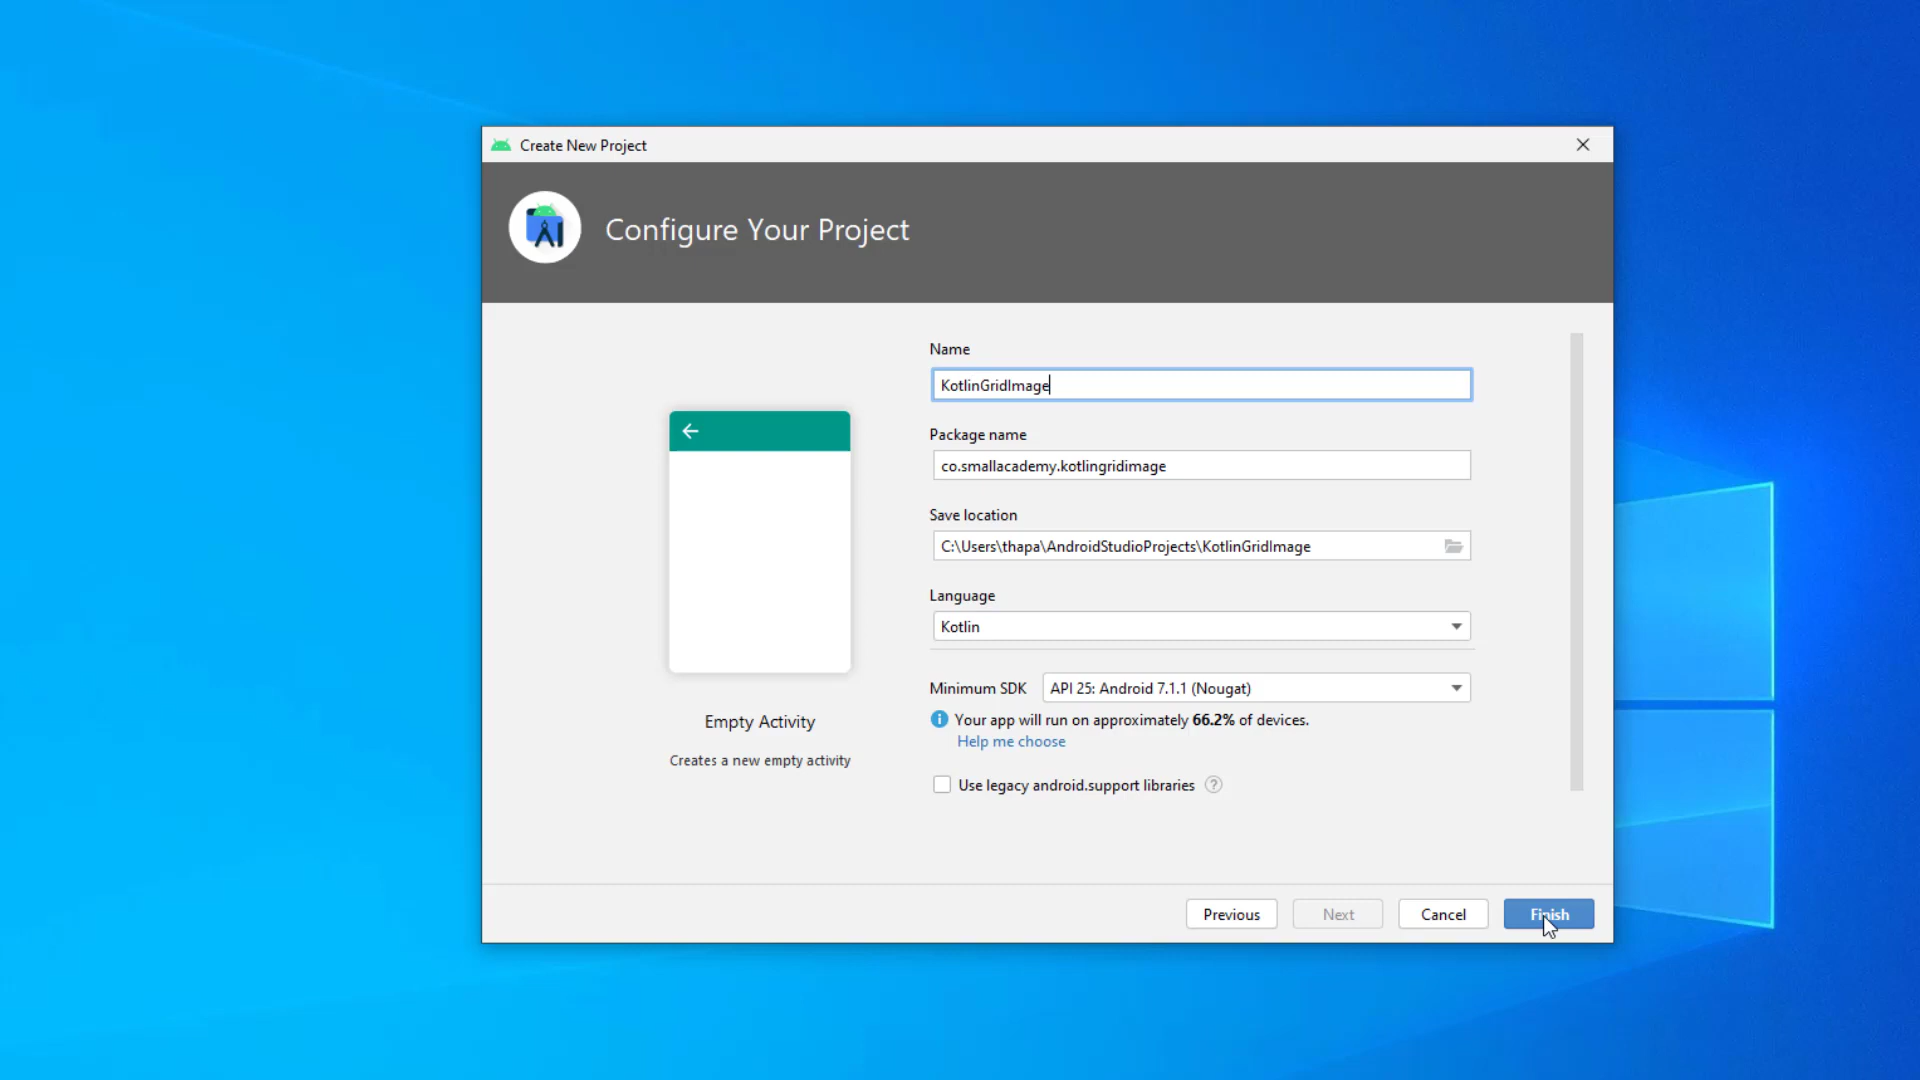 Create New Project
Configure Your Project
Name
KotlinGridImage
Package name
co.smallacademy.kotlingridimage
Save location
C:\Users\thapa\AndroidStudioProjects\KotlinGridImage
Language
Kotlin
Minimum SDK API 25: Android 7.1.1 (Nougat)
Your app will run on approximately 66.2% of devices.
Help me choose
Use legacy android.support libraries ?
Empty Activity
Creates a new empty activity
Previous Next Cancel Finish